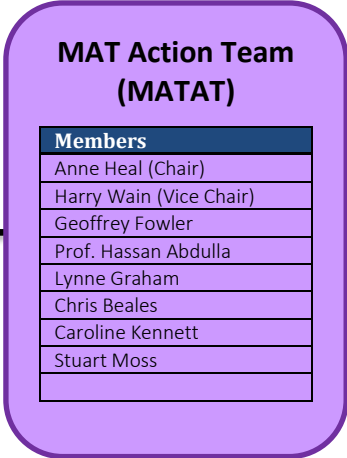 MAT Action Team
(MATAT)
Members
Anne Heal (Chair)
Harry Wain (Vice Chair)
Geoffrey Fowler
Prof. Hassan Abdulla
Lynne Graham
Chris Beales
Caroline Kennett
Stuart Moss